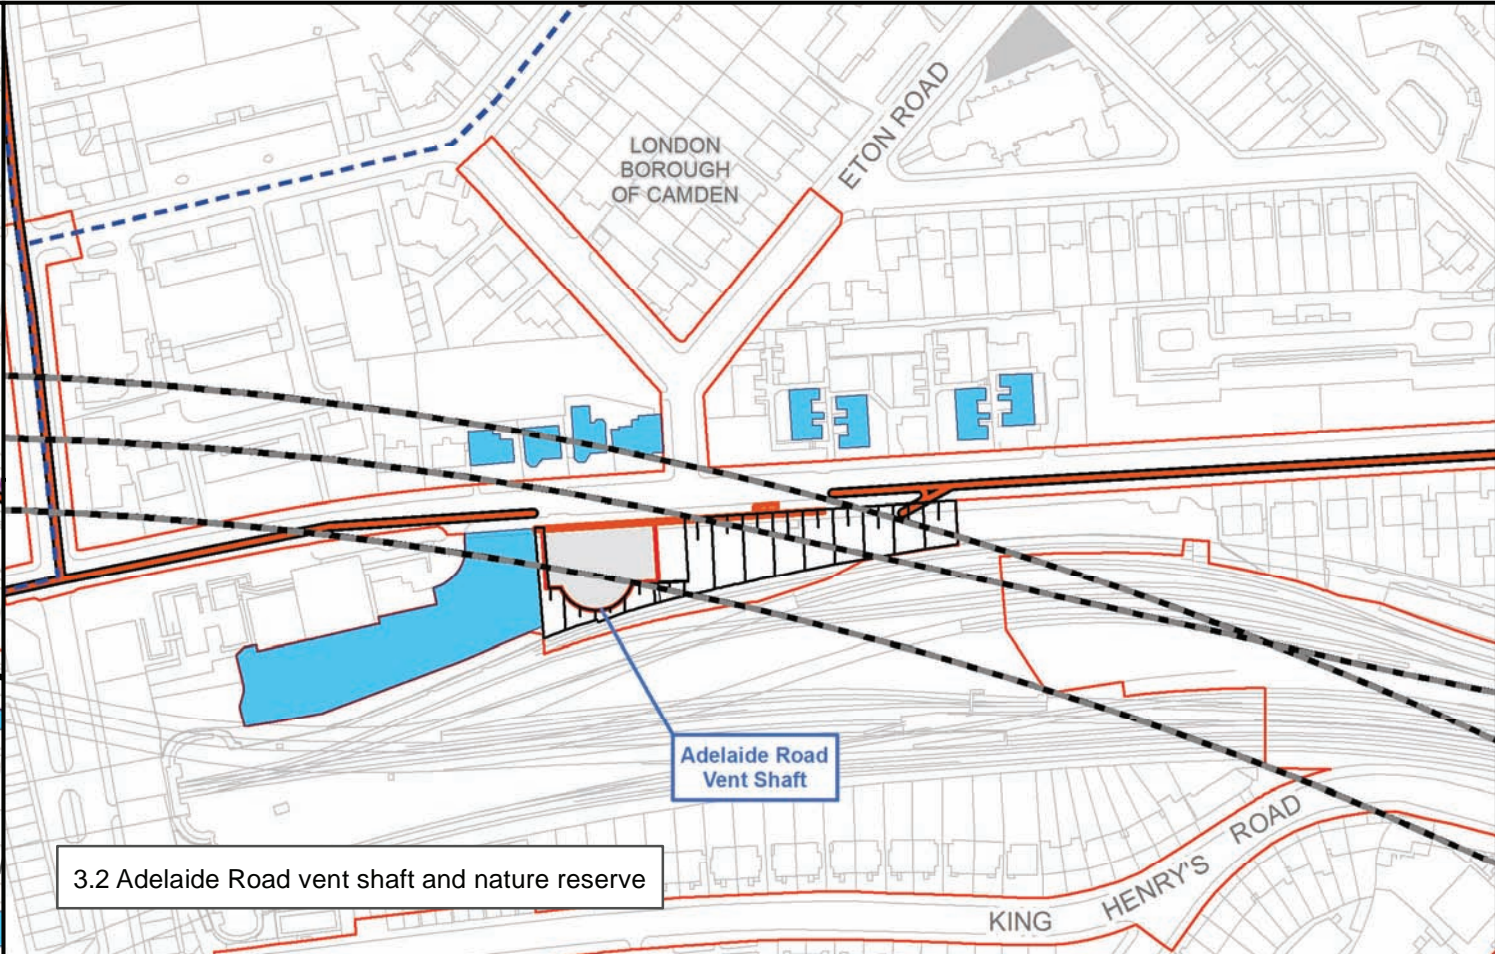 LONDON
BOROUGH
OF CAMDEN
ETON ROAD
Adelaide Road
Vent Shaft
3.2 Adelaide Road vent shaft and nature reserve
KING HENRY'S ROAD